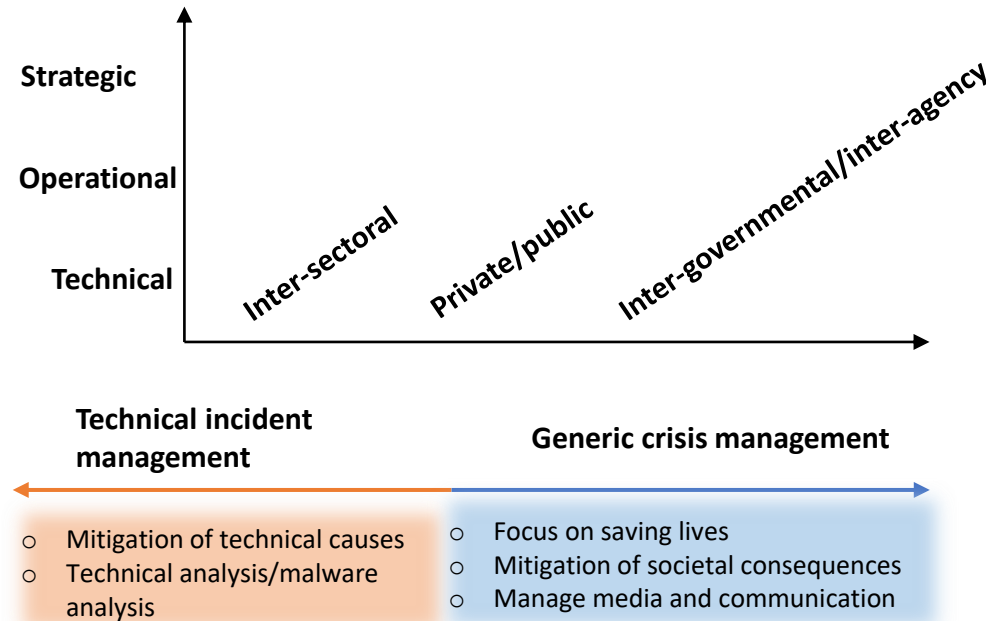 Strategic
Operational
Technical
Inter-sectoral
Private/public
Inter-governmental/inter-agency
Technical incident
management
Generic crisis management
o Mitigation of technical causes
o Technical analysis/malware
analysis
o Focus on saving lives
o Mitigation of societal consequences
o Manage media and communication